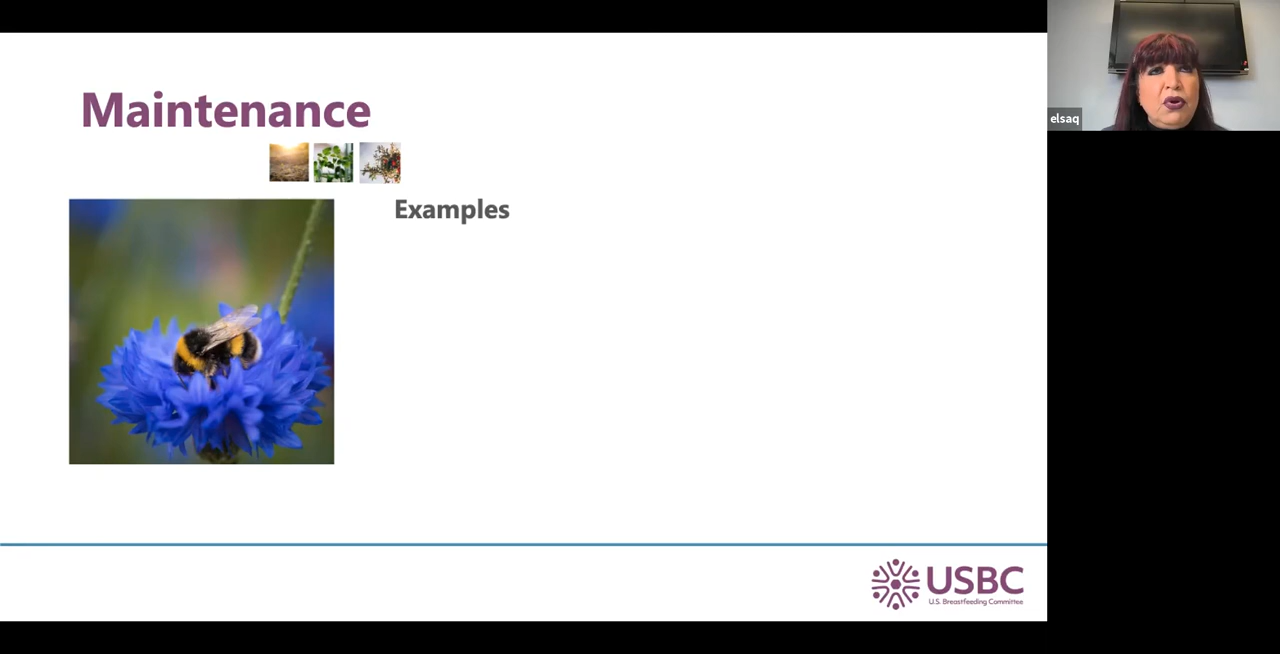 Maintenance
elsaq
Examples
USBC
U.S. Breastfeeding Committee